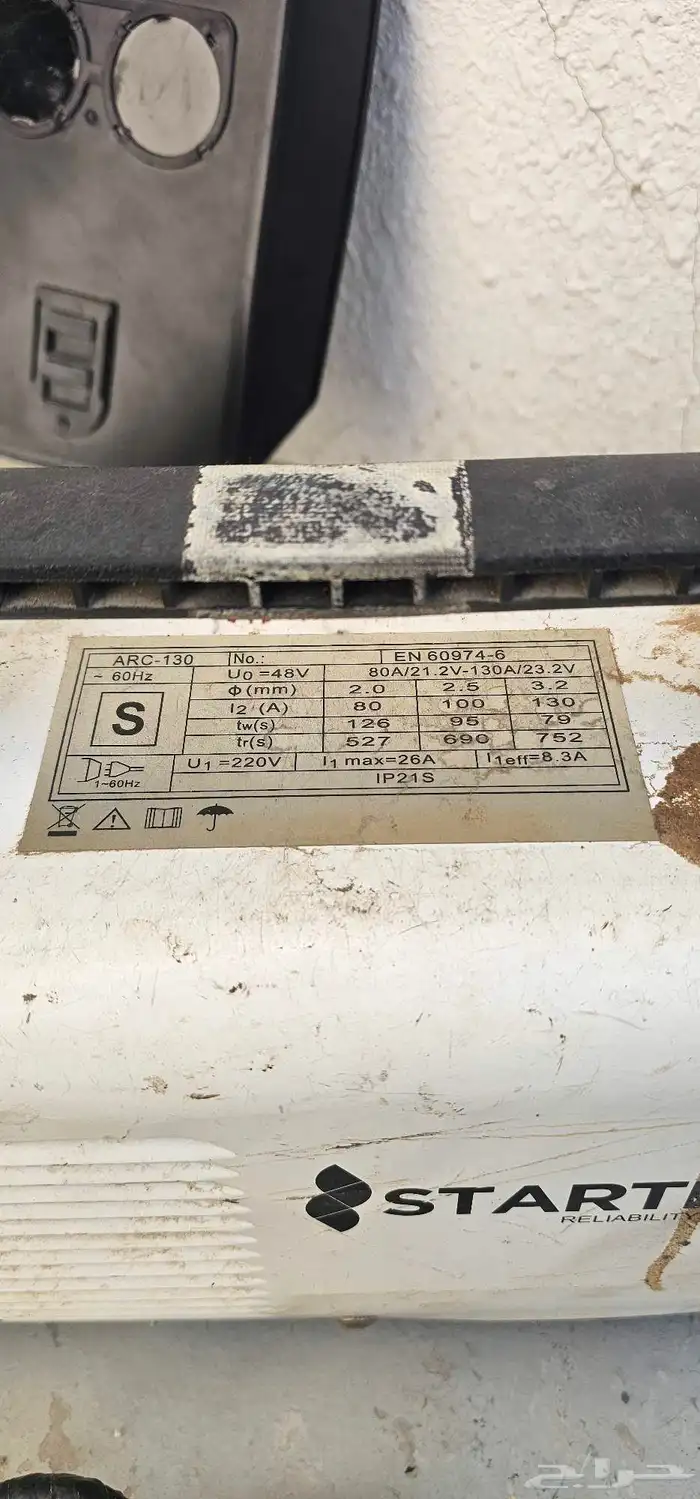 ARC-130 No.: EN 60974-6
~ 60Hz U0 =48V 80A/21.2V-130A/23.2V
S Φ(mm) 2.0 2.5 3.2
I2 (A) 80 100 130
tw(s) 126 95 79
tr(s) 527 690 752
1~60Hz U1 =220V I1 max=26A I1eff=8.3A
IP21S
START
RELIABILITY
حراج